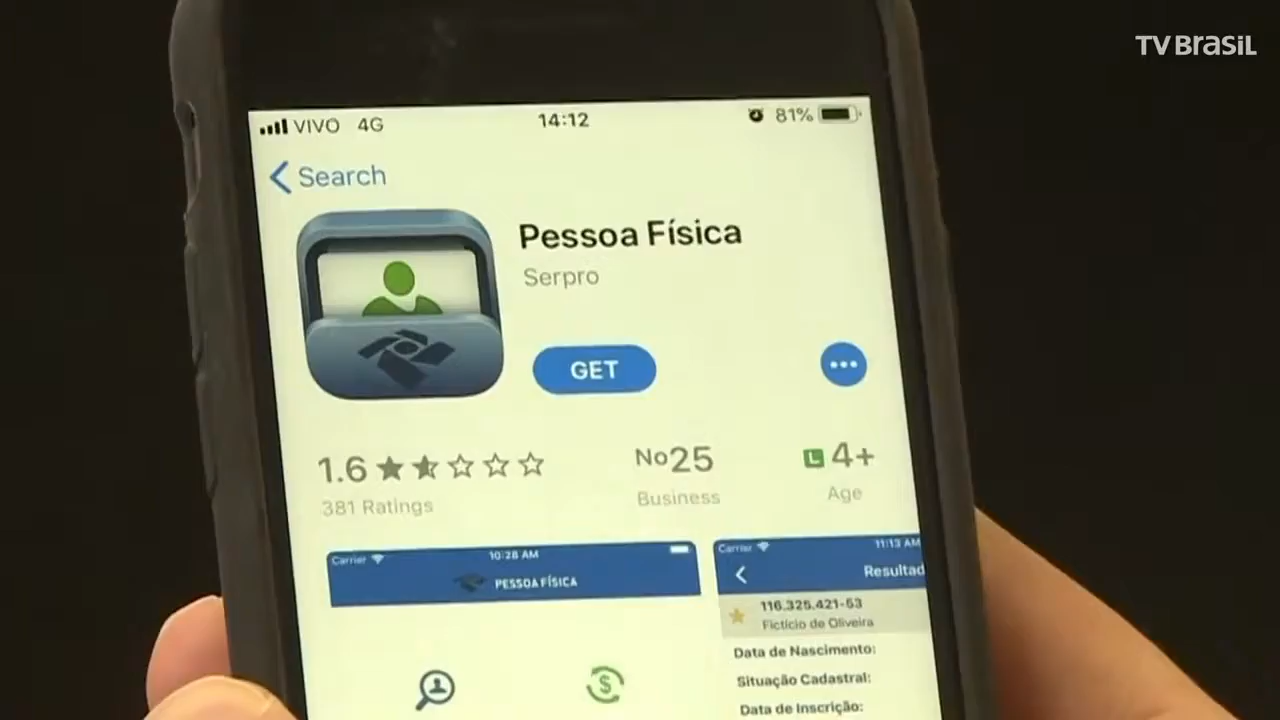 TV BRASIL
VIVO 4G 14:12 81%
Search
Pessoa Física
Serpro
GET
1.6
381 Ratings
No25
Business
L 4+
Age
Carrier 10:28 AM
PESSOA FÍSICA
Carrier 11:13 AM
Resultad
116.325.421-53
Fictício de Oliveira
Data de Nascimento:
Situação Cadastral:
Data de Inscrição: